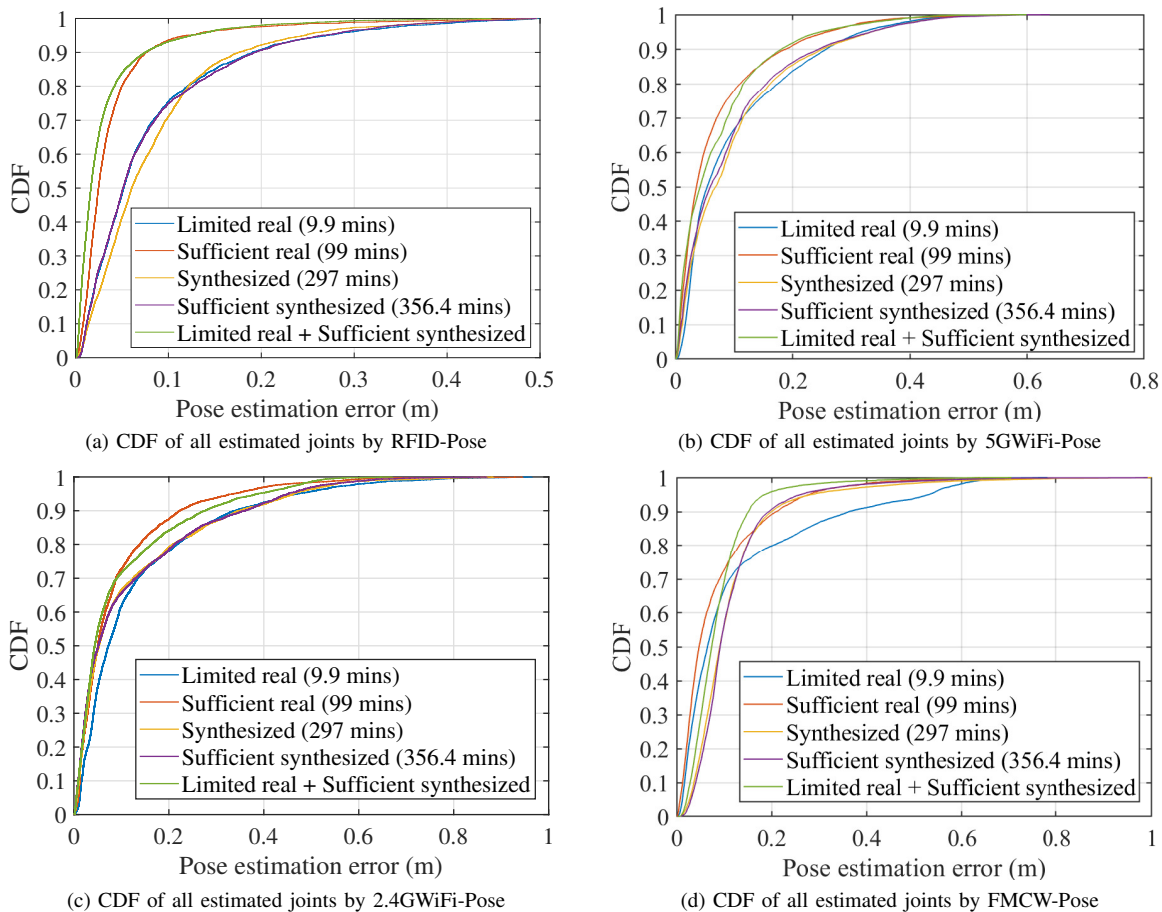 1
0.9
0.8
0.7
0.6
0.5
0.4
0.3
0.2
0.1
0
CDF
Limited real (9.9 mins)
Sufficient real (99 mins)
Synthesized (297 mins)
Sufficient synthesized (356.4 mins)
Limited real + Sufficient synthesized
0 0.1 0.2 0.3 0.4 0.5
Pose estimation error (m)
(a) CDF of all estimated joints by RFID-Pose
1
0.9
0.8
0.7
0.6
0.5
0.4
0.3
0.2
0.1
0
CDF
Limited real (9.9 mins)
Sufficient real (99 mins)
Synthesized (297 mins)
Sufficient synthesized (356.4 mins)
Limited real + Sufficient synthesized
0 0.2 0.4 0.6 0.8
Pose estimation error (m)
(b) CDF of all estimated joints by 5GWiFi-Pose
1
0.9
0.8
0.7
0.6
0.5
0.4
0.3
0.2
0.1
0
CDF
Limited real (9.9 mins)
Sufficient real (99 mins)
Synthesized (297 mins)
Sufficient synthesized (356.4 mins)
Limited real + Sufficient synthesized
0 0.2 0.4 0.6 0.8 1
Pose estimation error (m)
(c) CDF of all estimated joints by 2.4GWiFi-Pose
1
0.9
0.8
0.7
0.6
0.5
0.4
0.3
0.2
0.1
0
CDF
Limited real (9.9 mins)
Sufficient real (99 mins)
Synthesized (297 mins)
Sufficient synthesized (356.4 mins)
Limited real + Sufficient synthesized
0 0.2 0.4 0.6 0.8 1
Pose estimation error (m)
(d) CDF of all estimated joints by FMCW-Pose